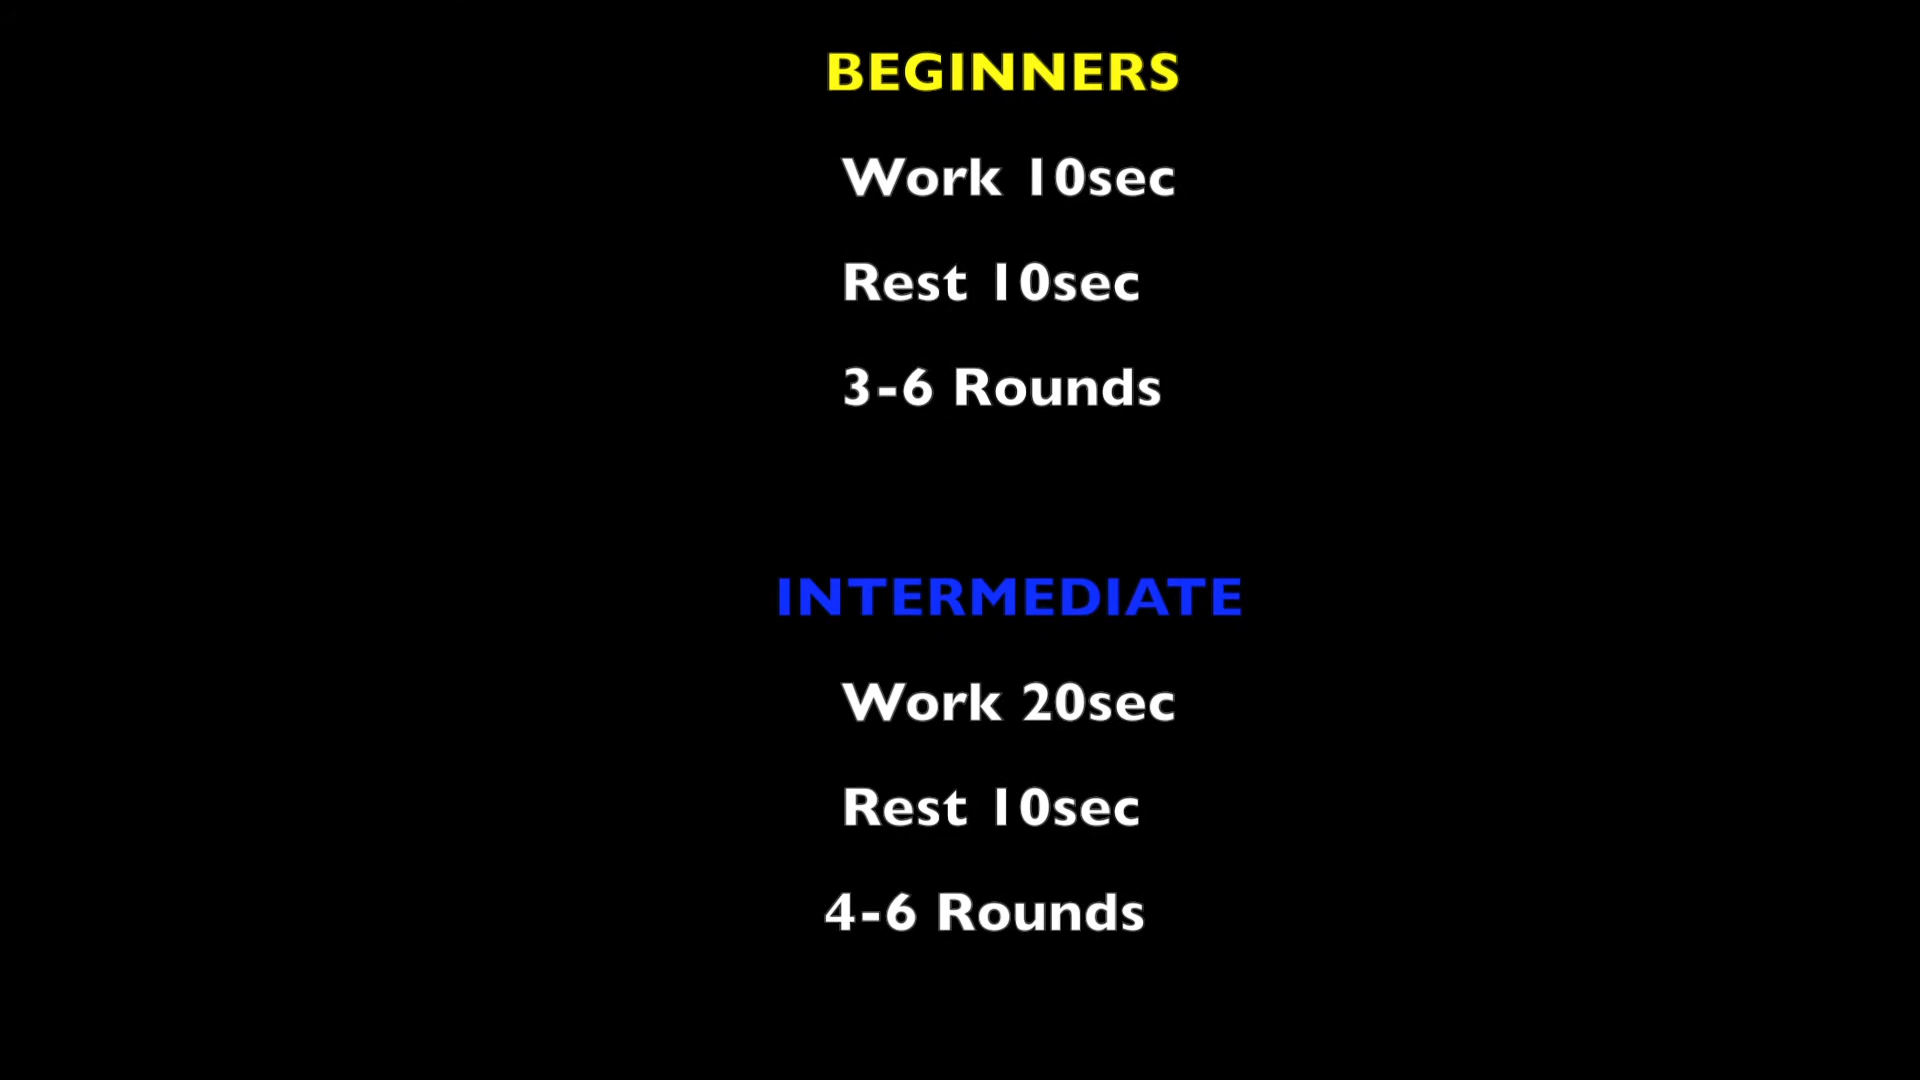 BEGINNERS
Work 10sec
Rest 10sec
3-6 Rounds
INTERMEDIATE
Work 20sec
Rest 10sec
4-6 Rounds